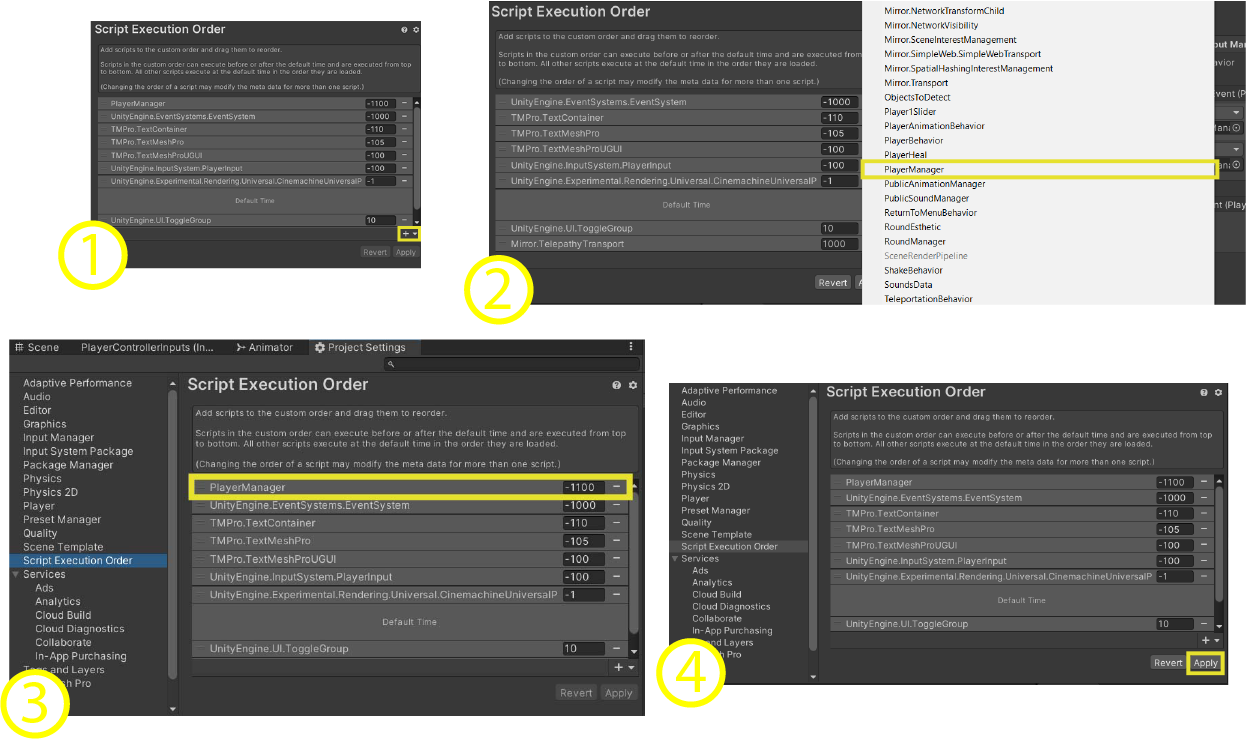 Script Execution Order
Add scripts to the custom order and drag them to reorder.
Scripts in the custom order can execute before or after the default time and are executed from top
to bottom. All other scripts execute at the default time in the order they are loaded.
(Changing the order of a script may modify the meta data for more than one script.)
PlayerManager -1100
UnityEngine.EventSystems.EventSystem -1000
TMPro.TextContainer -110
TMPro.TextMeshPro -105
TMPro.TextMeshProUGUI -100
UnityEngine.InputSystem.PlayerInput -100
UnityEngine.Experimental.Rendering.Universal.CinemachineUniversalP -1
Default Time
UnityEngine.UI.ToggleGroup 10
Revert Apply
1
Script Execution Order
Add scripts to the custom order and drag them to reorder.
Scripts in the custom order can execute before or after the default time and are executed
to bottom. All other scripts execute at the default time in the order they are loaded.
(Changing the order of a script may modify the meta data for more than one script.)
UnityEngine.EventSystems.EventSystem -1000
TMPro.TextContainer -110
TMPro.TextMeshPro -105
TMPro.TextMeshProUGUI -100
UnityEngine.InputSystem.PlayerInput -100
UnityEngine.Experimental.Rendering.Universal.CinemachineUniversalP -1
Default Time
UnityEngine.UI.ToggleGroup 10
Mirror.TelepathyTransport 1000
Revert
Mirror.NetworkTransformChild
Mirror.NetworkVisibility
Mirror.SceneInterestManagement
Mirror.SimpleWeb.SimpleWebTransport
Mirror.SpatialHashingInterestManagement
Mirror.Transport
ObjectsToDetect
Player1Slider
PlayerAnimationBehavior
PlayerBehavior
PlayerHeal
PlayerManager
PublicAnimationManager
PublicSoundManager
ReturnToMenuBehavior
RoundEsthetic
RoundManager
SceneRenderPipeline
ShakeBehavior
SoundsData
TeleportationBehavior
2
Scene PlayerControllerInputs (In... Animator Project Settings
Adaptive Performance
Audio
Editor
Graphics
Input Manager
Input System Package
Package Manager
Physics
Physics 2D
Player
Preset Manager
Quality
Scene Template
Script Execution Order
Services
Ads
Analytics
Cloud Build
Cloud Diagnostics
Collaborate
In-App Purchasing
Tags and Layers
sh Pro
Script Execution Order
Add scripts to the custom order and drag them to reorder.
Scripts in the custom order can execute before or after the default time and are executed from top
to bottom. All other scripts execute at the default time in the order they are loaded.
(Changing the order of a script may modify the meta data for more than one script.)
PlayerManager -1100
UnityEngine.EventSystems.EventSystem -1000
TMPro.TextContainer -110
TMPro.TextMeshPro -105
TMPro.TextMeshProUGUI -100
UnityEngine.InputSystem.PlayerInput -100
UnityEngine.Experimental.Rendering.Universal.CinemachineUniversalP -1
Default Time
UnityEngine.UI.ToggleGroup 10
Revert Apply
3
Adaptive Performance
Audio
Editor
Graphics
Input Manager
Input System Package
Package Manager
Physics
Physics 2D
Player
Preset Manager
Quality
Scene Template
Script Execution Order
Services
Ads
Analytics
Cloud Build
Cloud Diagnostics
Collaborate
In-App Purchasing
nd Layers
h Pro
Script Execution Order
Add scripts to the custom order and drag them to reorder.
Scripts in the custom order can execute before or after the default time and are executed from top
to bottom. All other scripts execute at the default time in the order they are loaded.
(Changing the order of a script may modify the meta data for more than one script.)
PlayerManager -1100
UnityEngine.EventSystems.EventSystem -1000
TMPro.TextContainer -110
TMPro.TextMeshPro -105
TMPro.TextMeshProUGUI -100
UnityEngine.InputSystem.PlayerInput -100
UnityEngine.Experimental.Rendering.Universal.CinemachineUniversalP -1
Default Time
UnityEngine.UI.ToggleGroup 10
Revert Apply
4